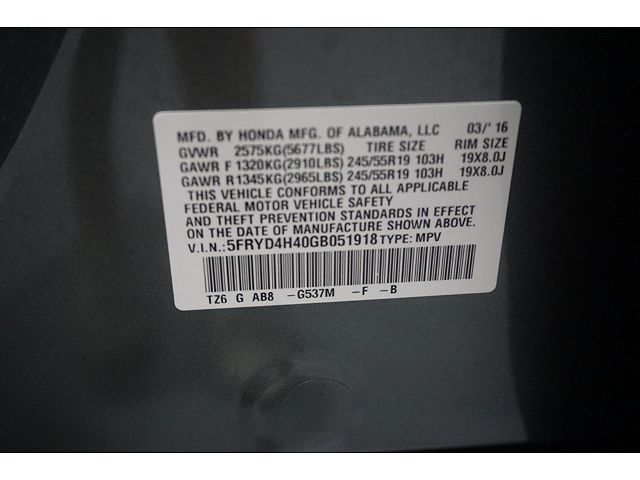 MFD. BY HONDA MFG. OF ALABAMA, LLC 03/'16
GVWR 2575KG(5677LBS) TIRE SIZE RIM SIZE
GAWR F 1320KG(2910LBS) 245/55R19 103H 19X8.0J
GAWR R1345KG(2965LBS) 245/55R19 103H 19X8.0J
THIS VEHICLE CONFORMS TO ALL APPLICABLE
FEDERAL MOTOR VEHICLE SAFETY
AND THEFT PREVENTION STANDARDS IN EFFECT
ON THE DATE OF MANUFACTURE SHOWN ABOVE.
V.I.N.:5FRYD4H40GB051918 TYPE: MPV
TZ6 G AB8 -G537M -F -B